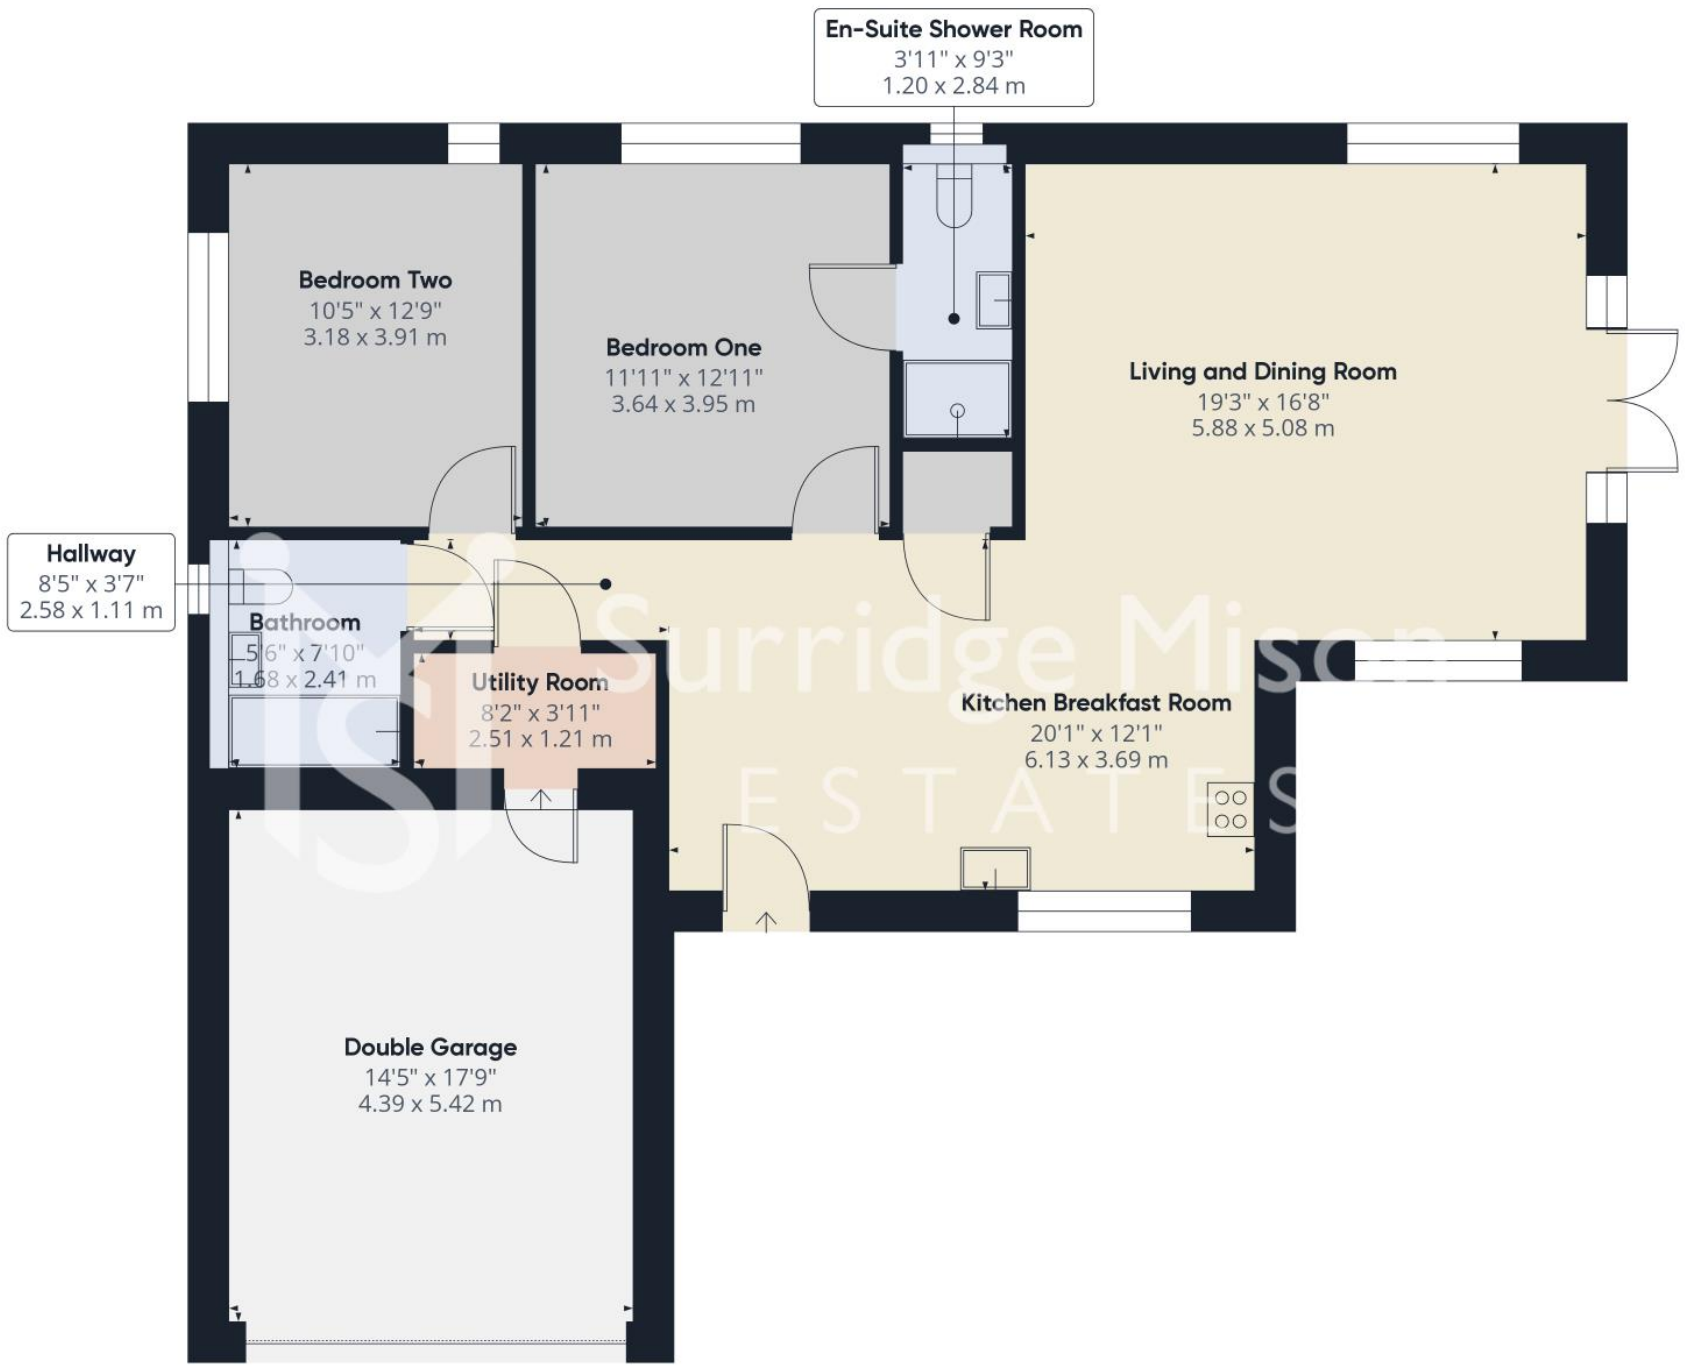 En-Suite Shower Room
3'11" x 9'3"
1.20 x 2.84 m
Bedroom Two
10'5" x 12'9"
3.18 x 3.91 m
Bedroom One
11'11" x 12'11"
3.64 x 3.95 m
Living and Dining Room
19'3" x 16'8"
5.88 x 5.08 m
Hallway
8'5" x 3'7"
2.58 x 1.11 m
Bathroom
5'6" x 7'10"
1.68 x 2.41 m
Utility Room
8'2" x 3'11"
2.51 x 1.21 m
Surridge Mison
ESTATES
Kitchen Breakfast Room
20'1" x 12'1"
6.13 x 3.69 m
Double Garage
14'5" x 17'9"
4.39 x 5.42 m